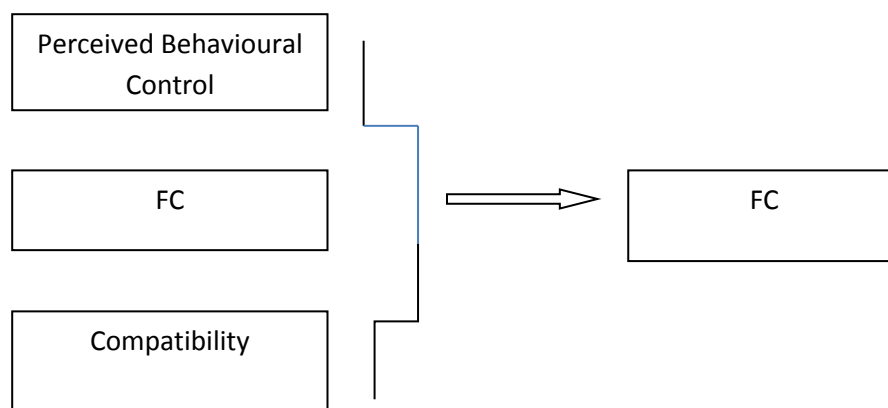 Perceived Behavioural
Control
FC
FC
Compatibility